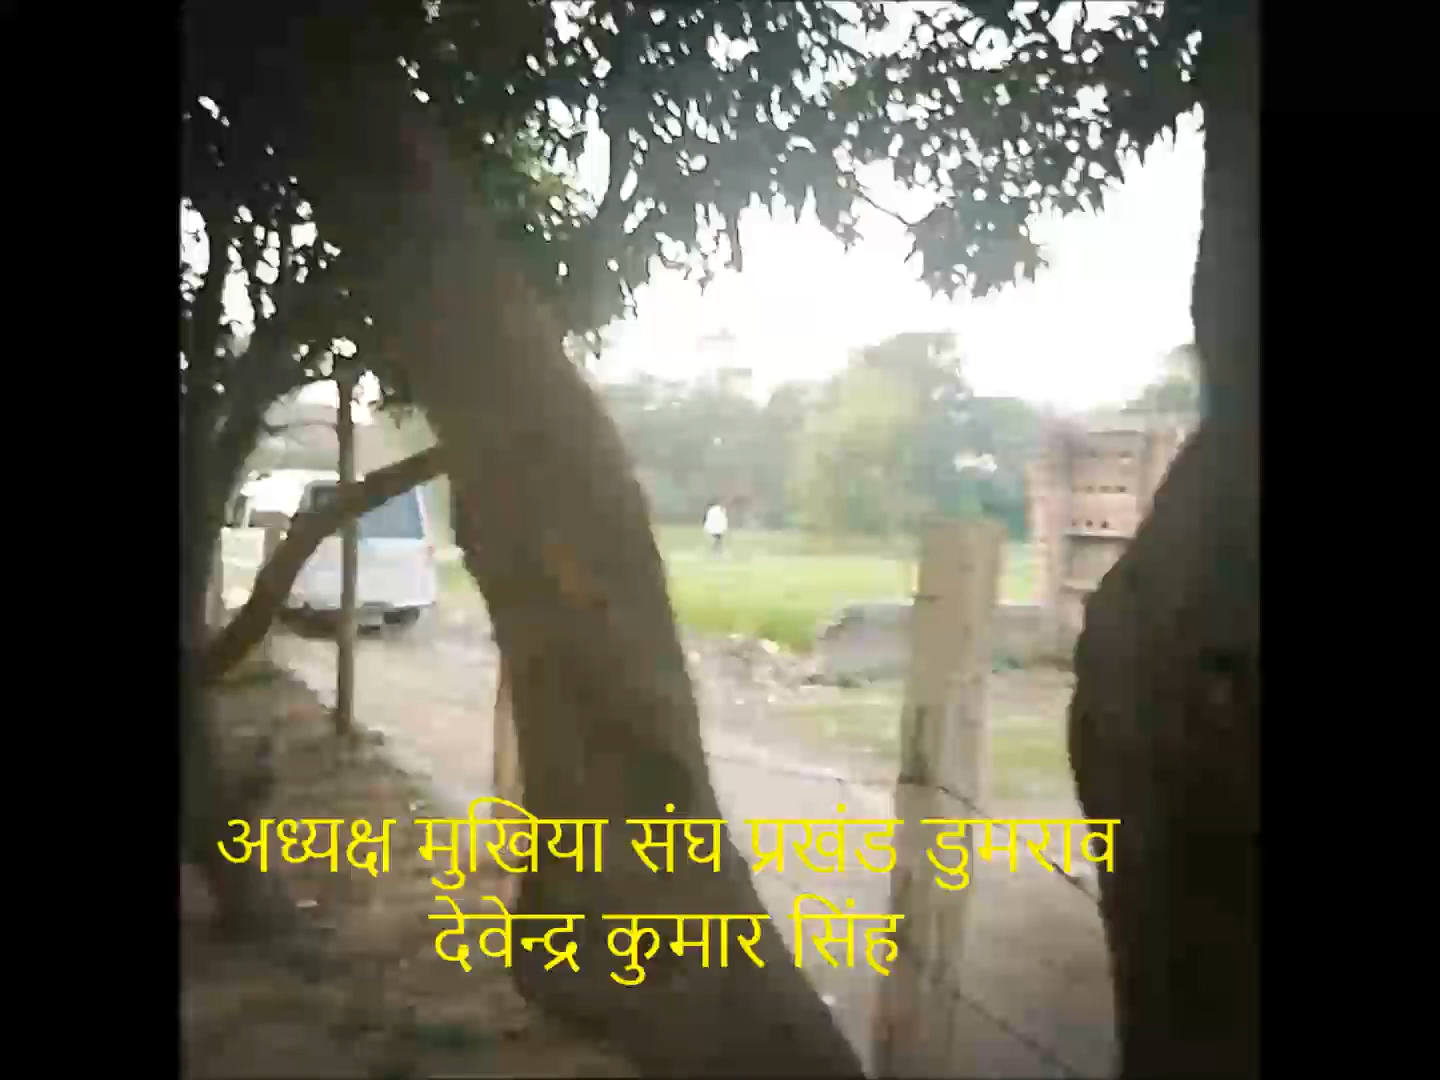 अध्यक्ष मुखिया संघ प्रखंड डुमराव
देवेन्द्र कुमार सिंह